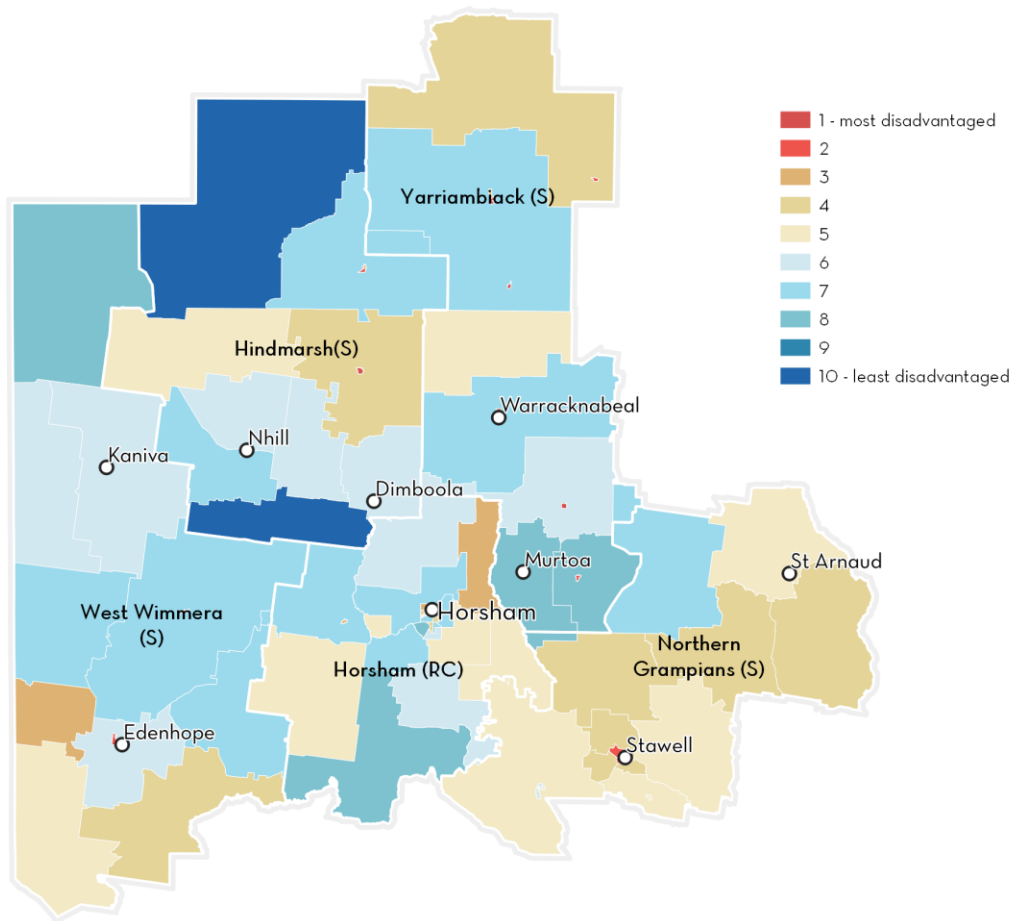 1 - most disadvantaged
2
3
4
5
6
7
8
9
10 - least disadvantaged
Yarriambiack (S)
Hindmarsh(S)
Warracknabeal
Nhill
Kaniva
Dimboola
Murtoa
St Arnaud
West Wimmera
(S)
Horsham
Northern
Grampians (S)
Horsham (RC)
Edenhope
Stawell